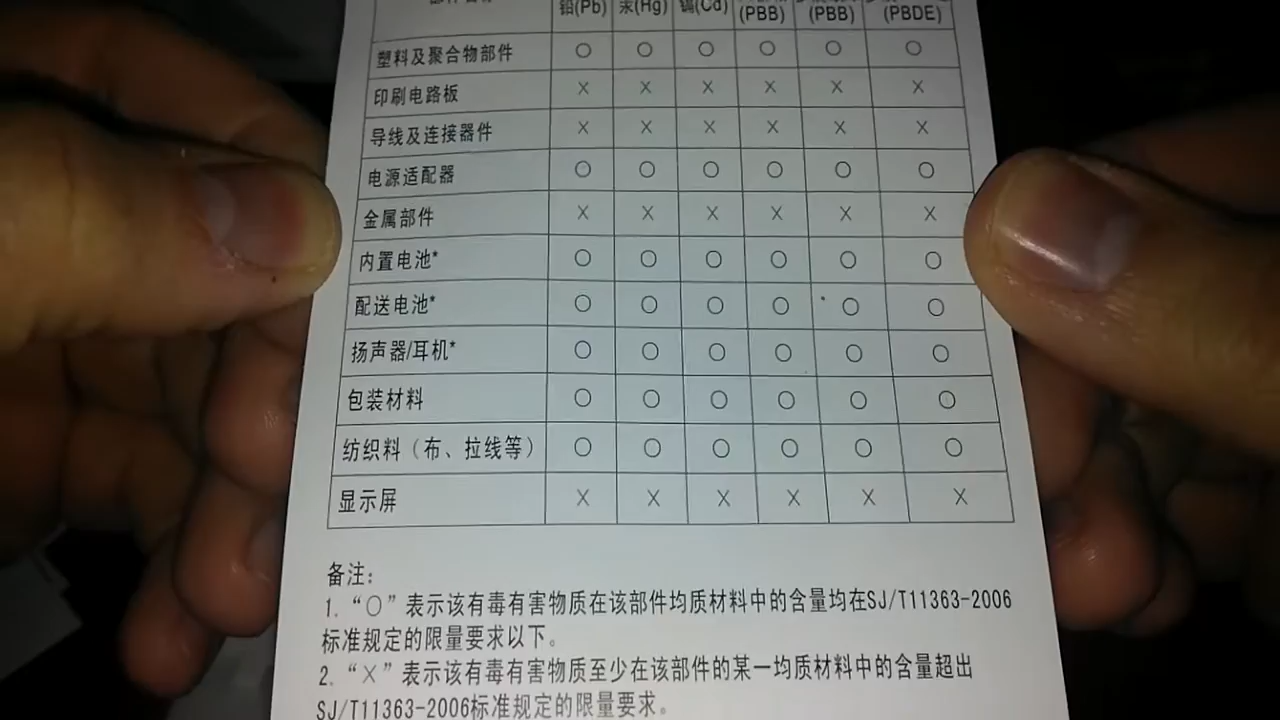 铅(Pb) 汞(Hg) 镉(Cd) (PBB) (PBB) (PBDE)
塑料及聚合物部件 ○ ○ ○ ○ ○ ○
印刷电路板 × × × × × ×
导线及连接器件 × × × × × ×
电源适配器 ○ ○ ○ ○ ○ ○
金属部件 × × × × × ×
内置电池* ○ ○ ○ ○ ○ ○
配送电池* ○ ○ ○ ○ ○ ○
扬声器/耳机* ○ ○ ○ ○ ○ ○
包装材料 ○ ○ ○ ○ ○ ○
纺织料（布、拉线等） ○ ○ ○ ○ ○ ○
显示屏 × × × × × ×
备注：
1. “○”表示该有毒有害物质在该部件均质材料中的含量均在SJ/T11363-2006
标准规定的限量要求以下。
2. “×”表示该有毒有害物质至少在该部件的某一均质材料中的含量超出
SJ/T11363-2006标准规定的限量要求。